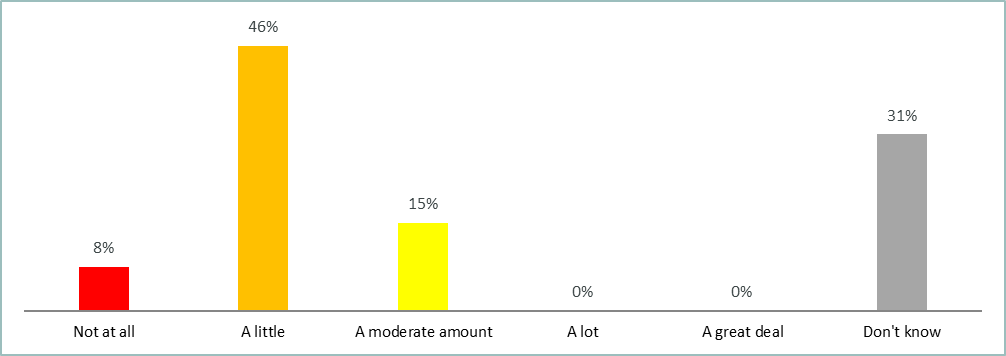 46%
31%
15%
8%
0%
0%
Not at all
A little
A moderate amount
A lot
A great deal
Don't know